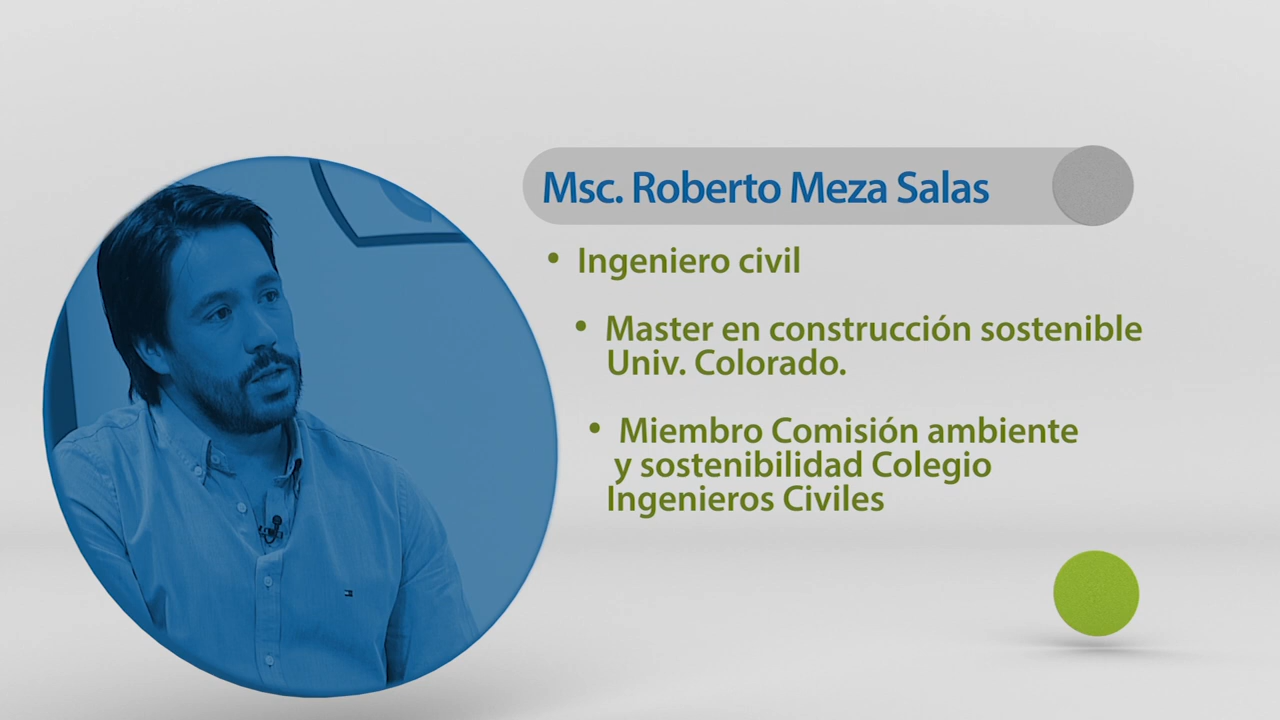 Msc. Roberto Meza Salas
• Ingeniero civil
• Master en construcción sostenible
Univ. Colorado.
• Miembro Comisión ambiente
y sostenibilidad Colegio
Ingenieros Civiles